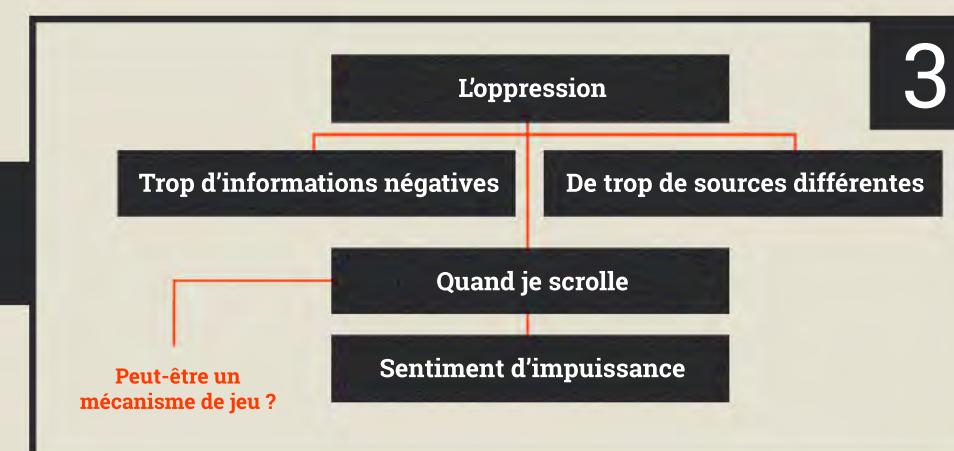 3
L'oppression
Trop d'informations négatives
De trop de sources différentes
Quand je scrolle
Sentiment d'impuissance
Peut-être un
mécanisme de jeu ?